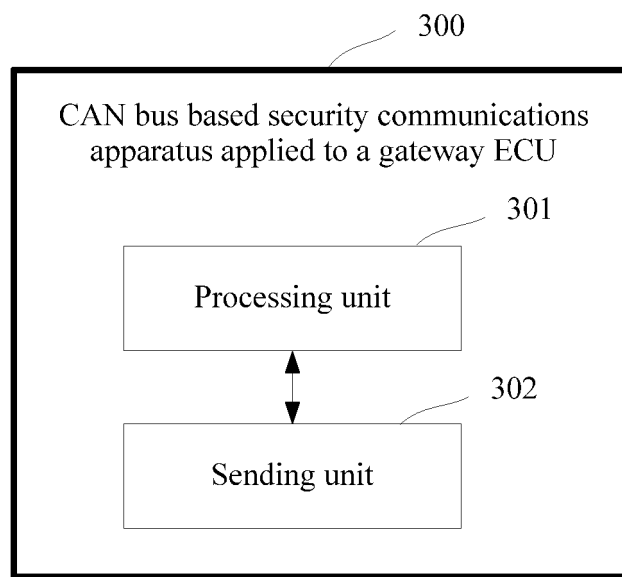 300
CAN bus based security communications
apparatus applied to a gateway ECU
301
Processing unit
302
Sending unit